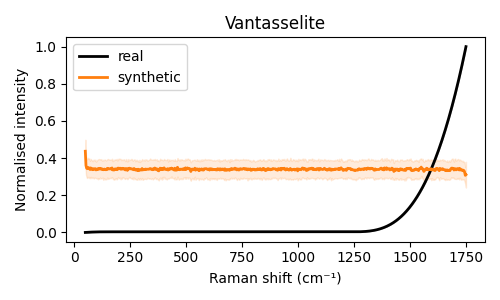 Vantasselite
real
synthetic
Normalised intensity
1.0
0.8
0.6
0.4
0.2
0.0
0 250 500 750 1000 1250 1500 1750
Raman shift (cm⁻¹)